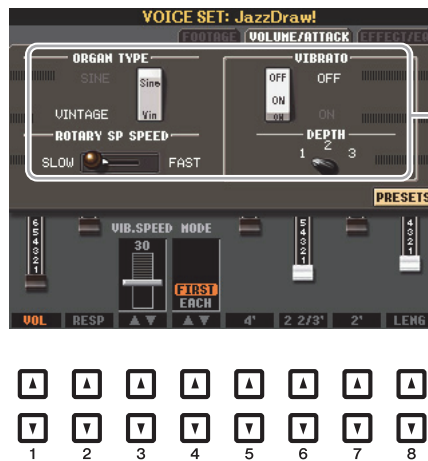 VOICE SET: JazzDraw!
FOOTAGE VOLUME/ATTACK EFFECT/EQ
ORGAN TYPE VIBRATO
SINE Sine OFF OFF
ON ON
VINTAGE Vin ON
ROTARY SP SPEED DEPTH
SLOW FAST 1 2 3
PRESETS
6 5 4 3 2 1 VIB.SPEED MODE 5 4 3 2 1 4 3 2 1
30
FIRST
EACH
VOL RESP ▲▼ ▲▼ 4' 2 2/3' 2' LENG
1 2 3 4 5 6 7 8